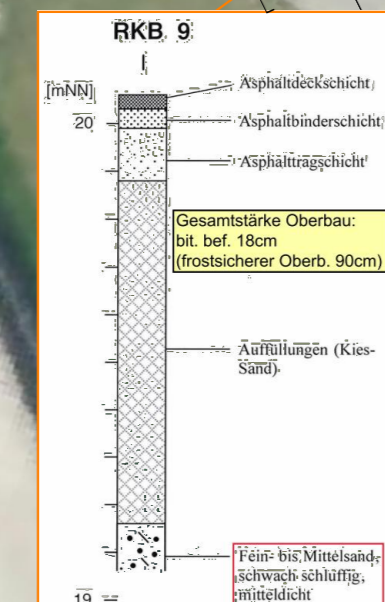 RKB 9
[mNN]
Asphaltdeckschicht
20
Asphaltbinderschicht
Asphalttragschicht
Gesamtstärke Oberbau:
bit. bef. 18cm
(frostsicherer Oberb. 90cm)
Auffüllungen (Kies-
Sand)
Fein- bis Mittelsand,
schwach schluffig,
mitteldicht
19